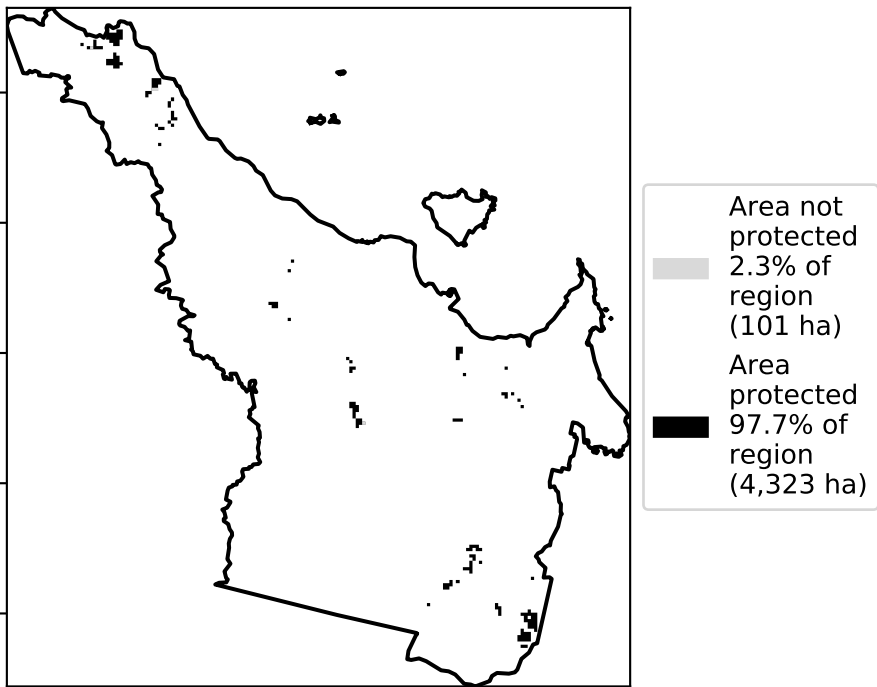 Area not
protected
2.3% of
region
(101 ha)
Area
protected
97.7% of
region
(4,323 ha)